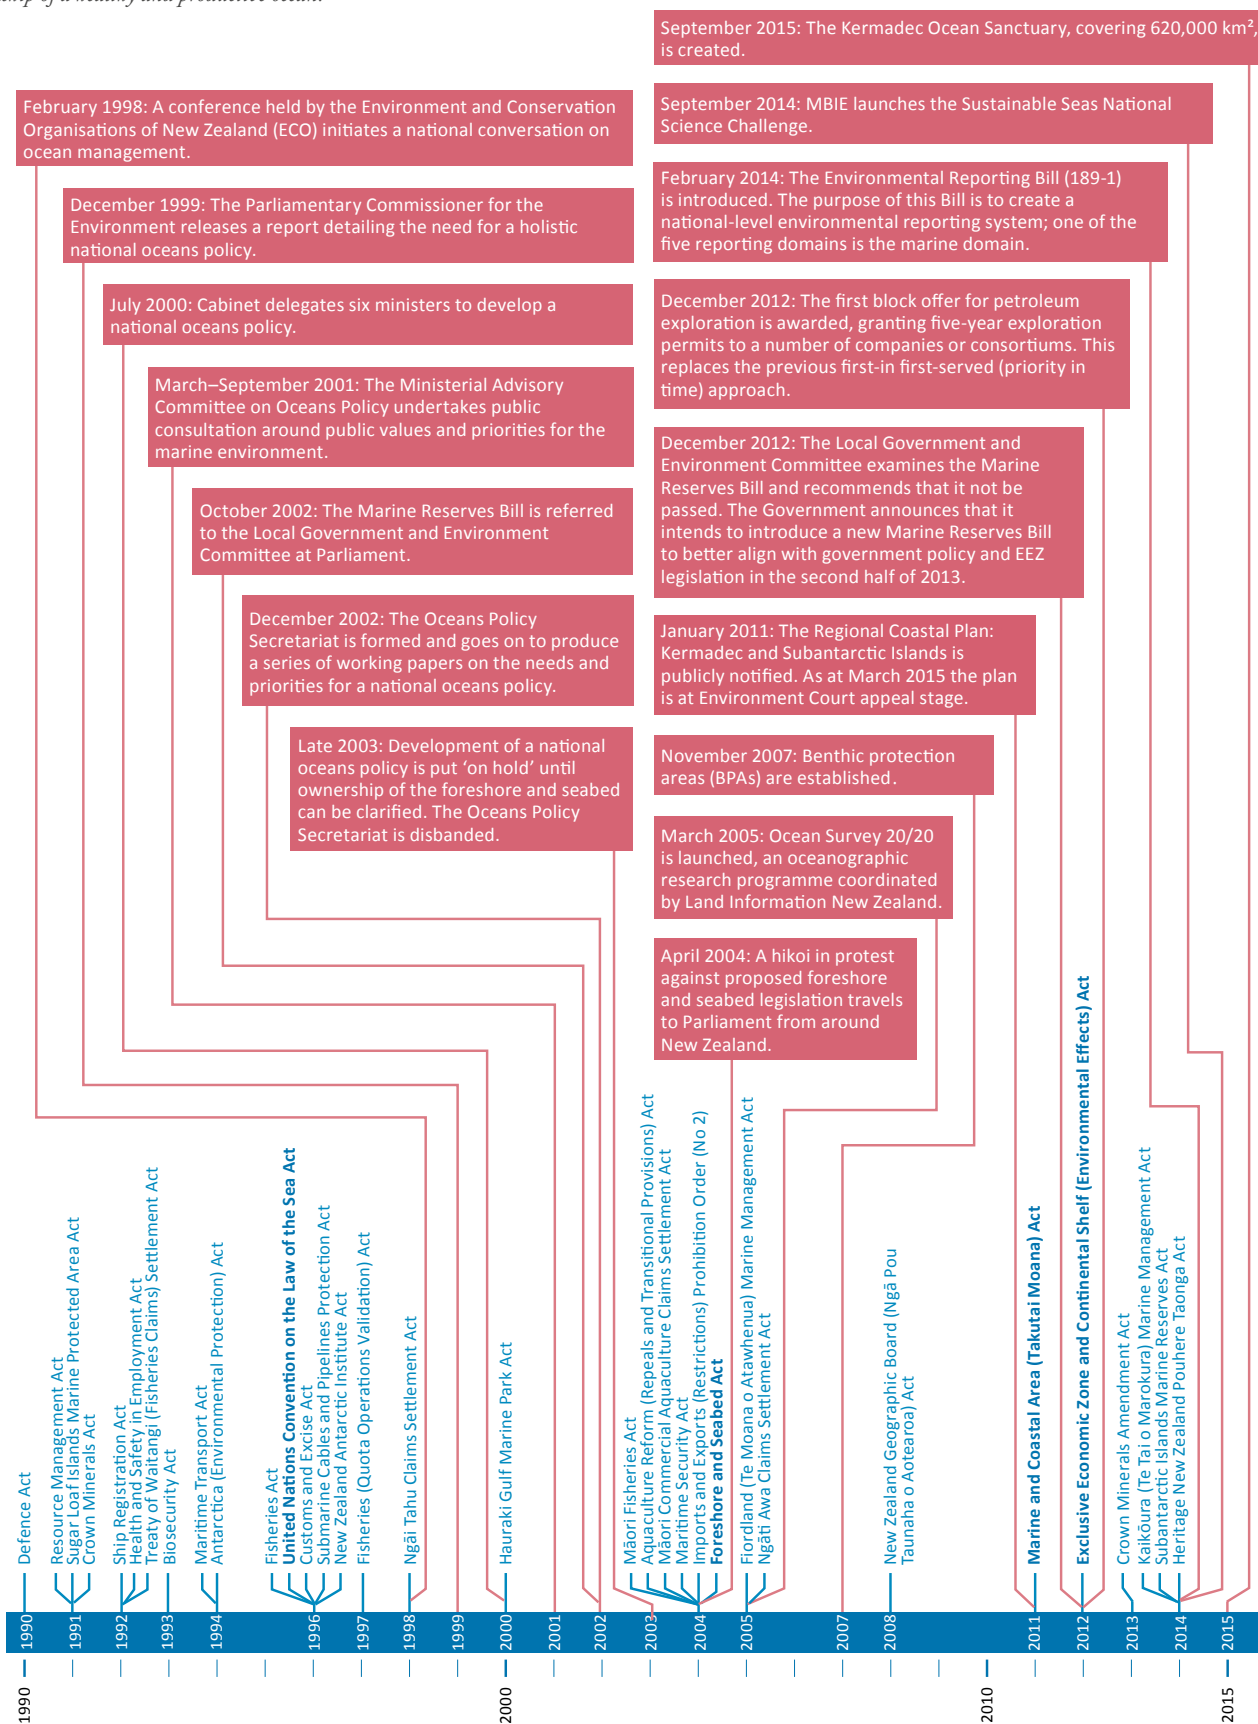 September 2015: The Kermadec Ocean Sanctuary, covering 620,000 km²,
is created.
February 1998: A conference held by the Environment and Conservation
Organisations of New Zealand (ECO) initiates a national conversation on
ocean management.
September 2014: MBIE launches the Sustainable Seas National
Science Challenge.
December 1999: The Parliamentary Commissioner for the
Environment releases a report detailing the need for a holistic
national oceans policy.
February 2014: The Environmental Reporting Bill (189-1)
is introduced. The purpose of this Bill is to create a
national-level environmental reporting system; one of the
five reporting domains is the marine domain.
July 2000: Cabinet delegates six ministers to develop a
national oceans policy.
December 2012: The first block offer for petroleum
exploration is awarded, granting five-year exploration
permits to a number of companies or consortiums. This
replaces the previous first-in first-served (priority in
time) approach.
March–September 2001: The Ministerial Advisory
Committee on Oceans Policy undertakes public
consultation around public values and priorities for the
marine environment.
December 2012: The Local Government and
Environment Committee examines the Marine
Reserves Bill and recommends that it not be
passed. The Government announces that it
intends to introduce a new Marine Reserves Bill
to better align with government policy and EEZ
legislation in the second half of 2013.
October 2002: The Marine Reserves Bill is referred
to the Local Government and Environment
Committee at Parliament.
December 2002: The Oceans Policy
Secretariat is formed and goes on to produce
a series of working papers on the needs and
priorities for a national oceans policy.
January 2011: The Regional Coastal Plan:
Kermadec and Subantarctic Islands is
publicly notified. As at March 2015 the plan
is at Environment Court appeal stage.
Late 2003: Development of a national
oceans policy is put ‘on hold’ until
ownership of the foreshore and seabed
can be clarified. The Oceans Policy
Secretariat is disbanded.
November 2007: Benthic protection
areas (BPAs) are established.
March 2005: Ocean Survey 20/20
is launched, an oceanographic
research programme coordinated
by Land Information New Zealand.
April 2004: A hikoi in protest
against proposed foreshore
and seabed legislation travels
to Parliament from around
New Zealand.
Defence Act
Resource Management Act
Sugar Loaf Islands Marine Protected Area Act
Crown Minerals Act
Ship Registration Act
Health and Safety in Employment Act
Treaty of Waitangi (Fisheries Claims) Settlement Act
Biosecurity Act
Maritime Transport Act
Antarctica (Environmental Protection) Act
Fisheries Act
United Nations Convention on the Law of the Sea Act
Customs and Excise Act
Submarine Cables and Pipelines Protection Act
New Zealand Antarctic Institute Act
Fisheries (Quota Operations Validation) Act
Ngāi Tahu Claims Settlement Act
Hauraki Gulf Marine Park Act
Māori Fisheries Act
Aquaculture Reform (Repeals and Transitional Provisions) Act
Māori Commercial Aquaculture Claims Settlement Act
Maritime Security Act
Imports and Exports (Restrictions) Prohibition Order (No 2)
Foreshore and Seabed Act
Fiordland (Te Moana o Atawhenua) Marine Management Act
Ngāti Awa Claims Settlement Act
New Zealand Geographic Board (Ngā Pou
Taunaha o Aotearoa) Act
Marine and Coastal Area (Takutai Moana) Act
Exclusive Economic Zone and Continental Shelf (Environmental Effects) Act
Crown Minerals Amendment Act
Kaikōura (Te Tai o Marokura) Marine Management Act
Subantarctic Islands Marine Reserves Act
Heritage New Zealand Pouhere Taonga Act
1990
1991
1992
1993
1994
1996
1997
1998
1999
2000
2001
2002
2003
2004
2005
2007
2008
2011
2012
2013
2014
2015
1990
2000
2010
2015